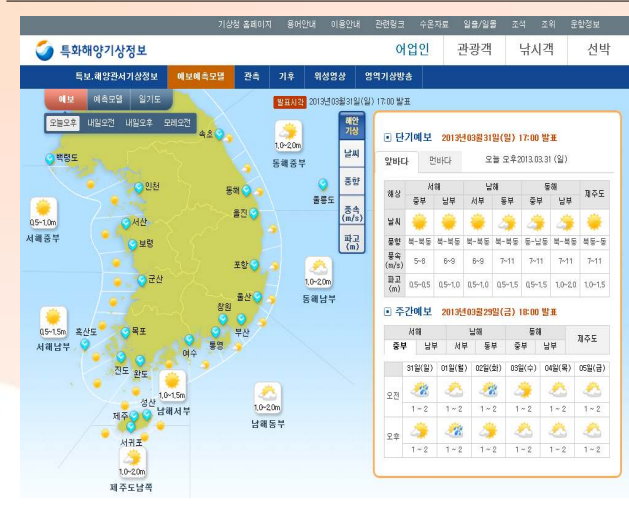 기상청 홈페이지 용어안내 이용안내 관련링크 수온자료 일출/일몰 조석 조위 운항정보
특화해양기상정보
어업인 관광객 낚시객 선박
특보.해양관서기상정보 예보예측모델 관측 기후 위성영상 영역기상방송
예보 예측모델 일기도
발표시각 2013년03월31일(일) 17:00 발표
오늘오후 내일오전 내일오후 모레오전
해안기상
날씨
풍향
풍속 (m/s)
파고 (m)
백령도
속초
1.0~2.0m
동해중부
인천
동해
울릉도
0.5~1.0m
서해중부
서산
울진
보령
포항
군산
1.0~2.0m
동해남부
울산
창원
부산
0.5~1.5m
서해남부
흑산도
목포
통영
여수
진도
완도
1.0~1.5m
남해서부
1.0~2.0m
남해동부
성산
제주
서귀포
1.0~2.0m
제주도남쪽
단기예보 2013년03월31일(일) 17:00 발표
앞바다 먼바다 오늘 오후2013.03.31 (일)
해상 서해 남해 동해 제주도
중부 남부 서부 동부 중부 남부
날씨
풍향 북~북동 북~북동 북~북동 북~북동 동~남동 북~북동 북동~동
풍속 (m/s) 5~8 6~9 6~9 7~11 7~11 7~11 7~11
파고 (m) 0.5~0.5 0.5~1.0 0.5~1.0 0.5~1.5 0.5~1.5 1.0~2.0 1.0~1.5
주간예보 2013년03월29일(금) 18:00 발표
서해 남해 동해 제주도
중부 남부 서부 동부 중부 남부
31일(일) 01일(월) 02일(화) 03일(수) 04일(목) 05일(금)
오전
1 ~ 2 1 ~ 2 1 ~ 2 1 ~ 2 1 ~ 2 1 ~ 2
오후
1 ~ 2 1 ~ 2 1 ~ 2 1 ~ 2 1 ~ 2 1 ~ 2